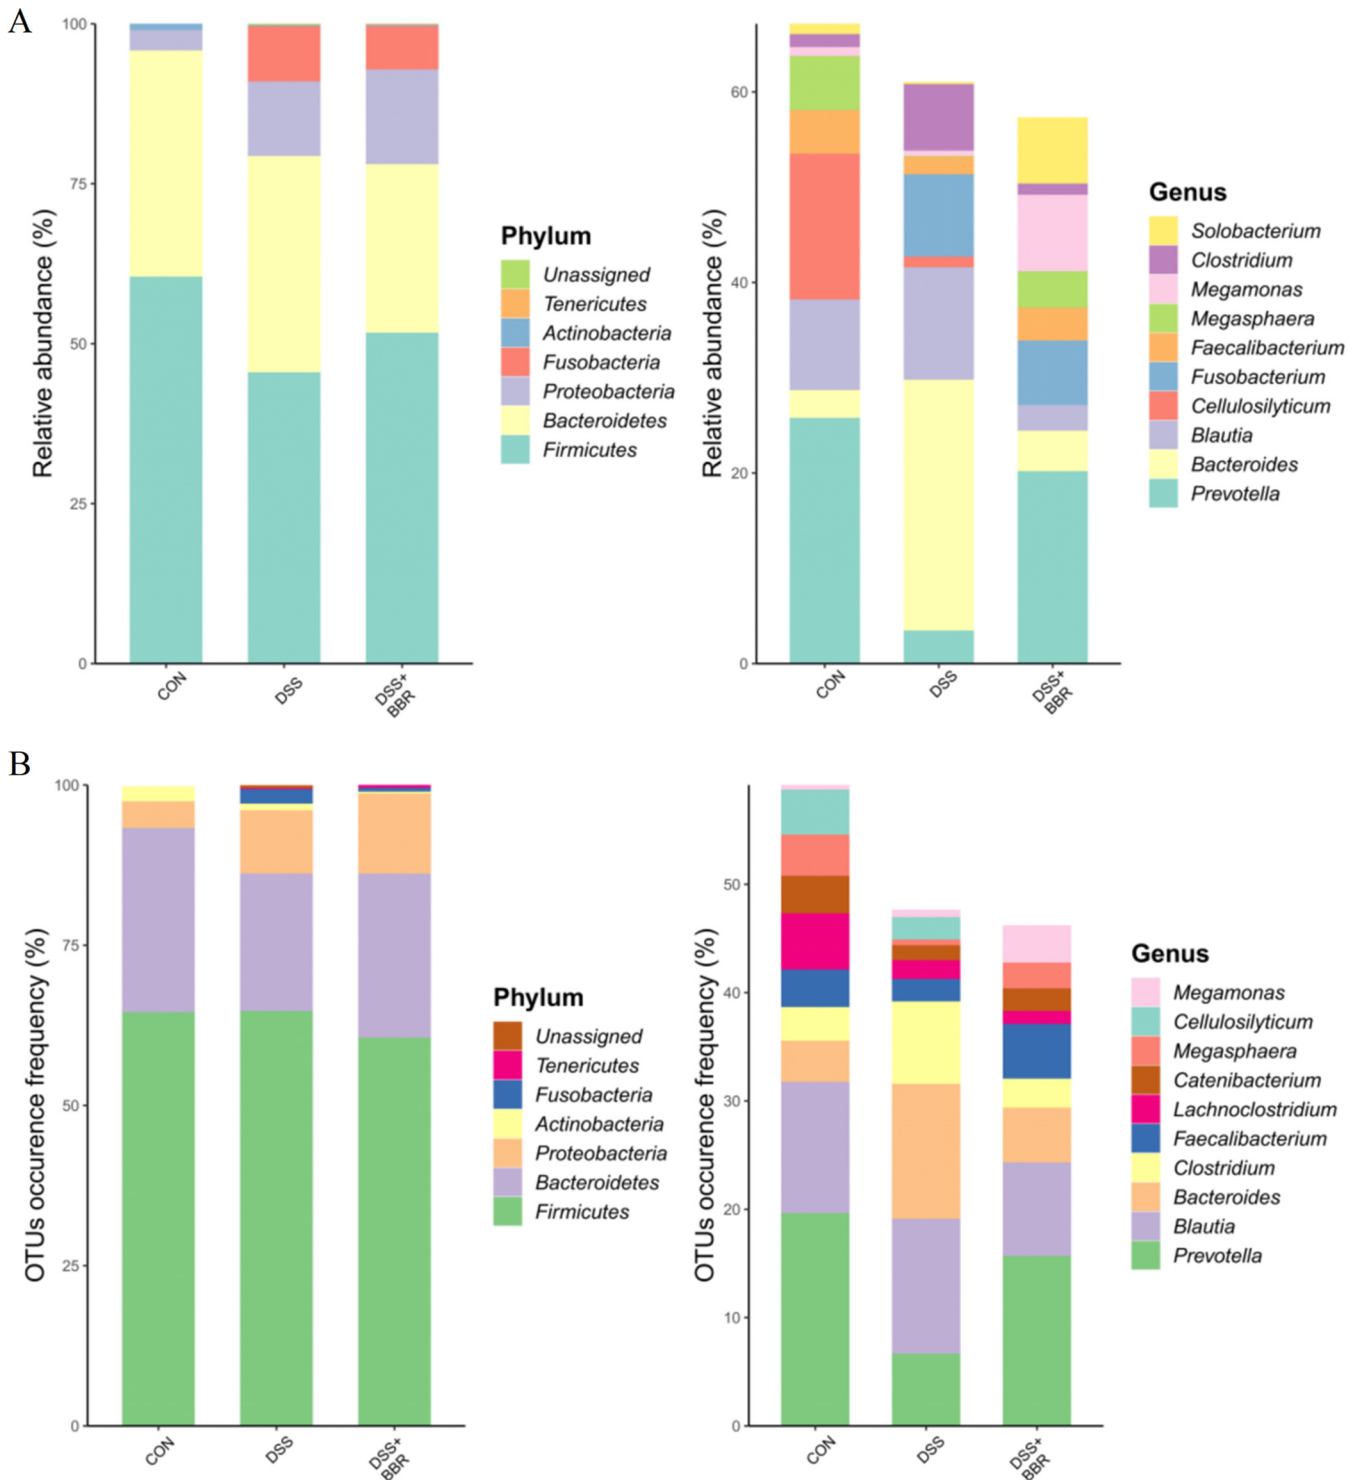 A
Relative abundance (%)
100
75
50
25
0
CON
DSS
DSS+
BBR
Phylum
Unassigned
Tenericutes
Actinobacteria
Fusobacteria
Proteobacteria
Bacteroidetes
Firmicutes
Relative abundance (%)
60
40
20
0
CON
DSS
DSS+
BBR
Genus
Solobacterium
Clostridium
Megamonas
Megasphaera
Faecalibacterium
Fusobacterium
Cellulosilyticum
Blautia
Bacteroides
Prevotella
B
OTUs occurence frequency (%)
100
75
50
25
0
CON
DSS
DSS+
BBR
Phylum
Unassigned
Tenericutes
Fusobacteria
Actinobacteria
Proteobacteria
Bacteroidetes
Firmicutes
OTUs occurence frequency (%)
50
40
30
20
10
0
CON
DSS
DSS+
BBR
Genus
Megamonas
Cellulosilyticum
Megasphaera
Catenibacterium
Lachnoclostridium
Faecalibacterium
Clostridium
Bacteroides
Blautia
Prevotella